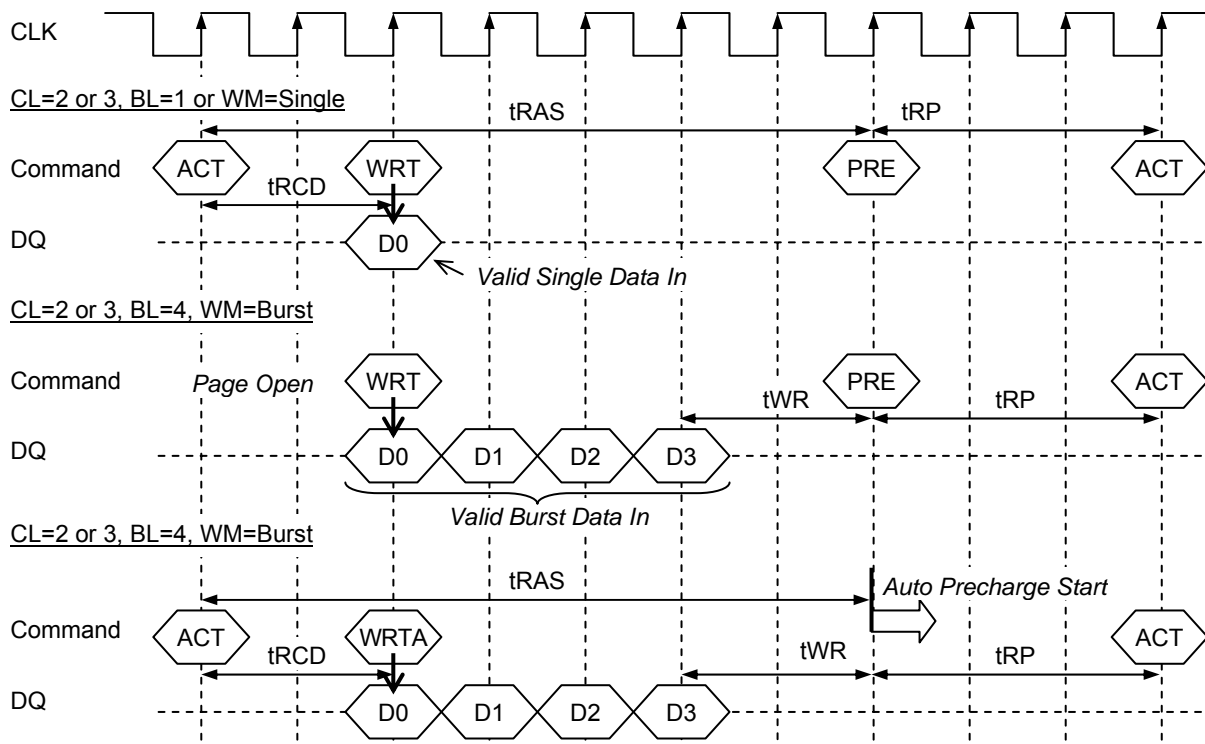 CLK
CL=2 or 3, BL=1 or WM=Single
tRAS tRP
Command ACT WRT PRE ACT
tRCD
DQ D0
Valid Single Data In
CL=2 or 3, BL=4, WM=Burst
Command Page Open WRT PRE ACT
tWR tRP
DQ D0 D1 D2 D3
Valid Burst Data In
CL=2 or 3, BL=4, WM=Burst
tRAS Auto Precharge Start
Command ACT WRTA ACT
tRCD tWR tRP
DQ D0 D1 D2 D3